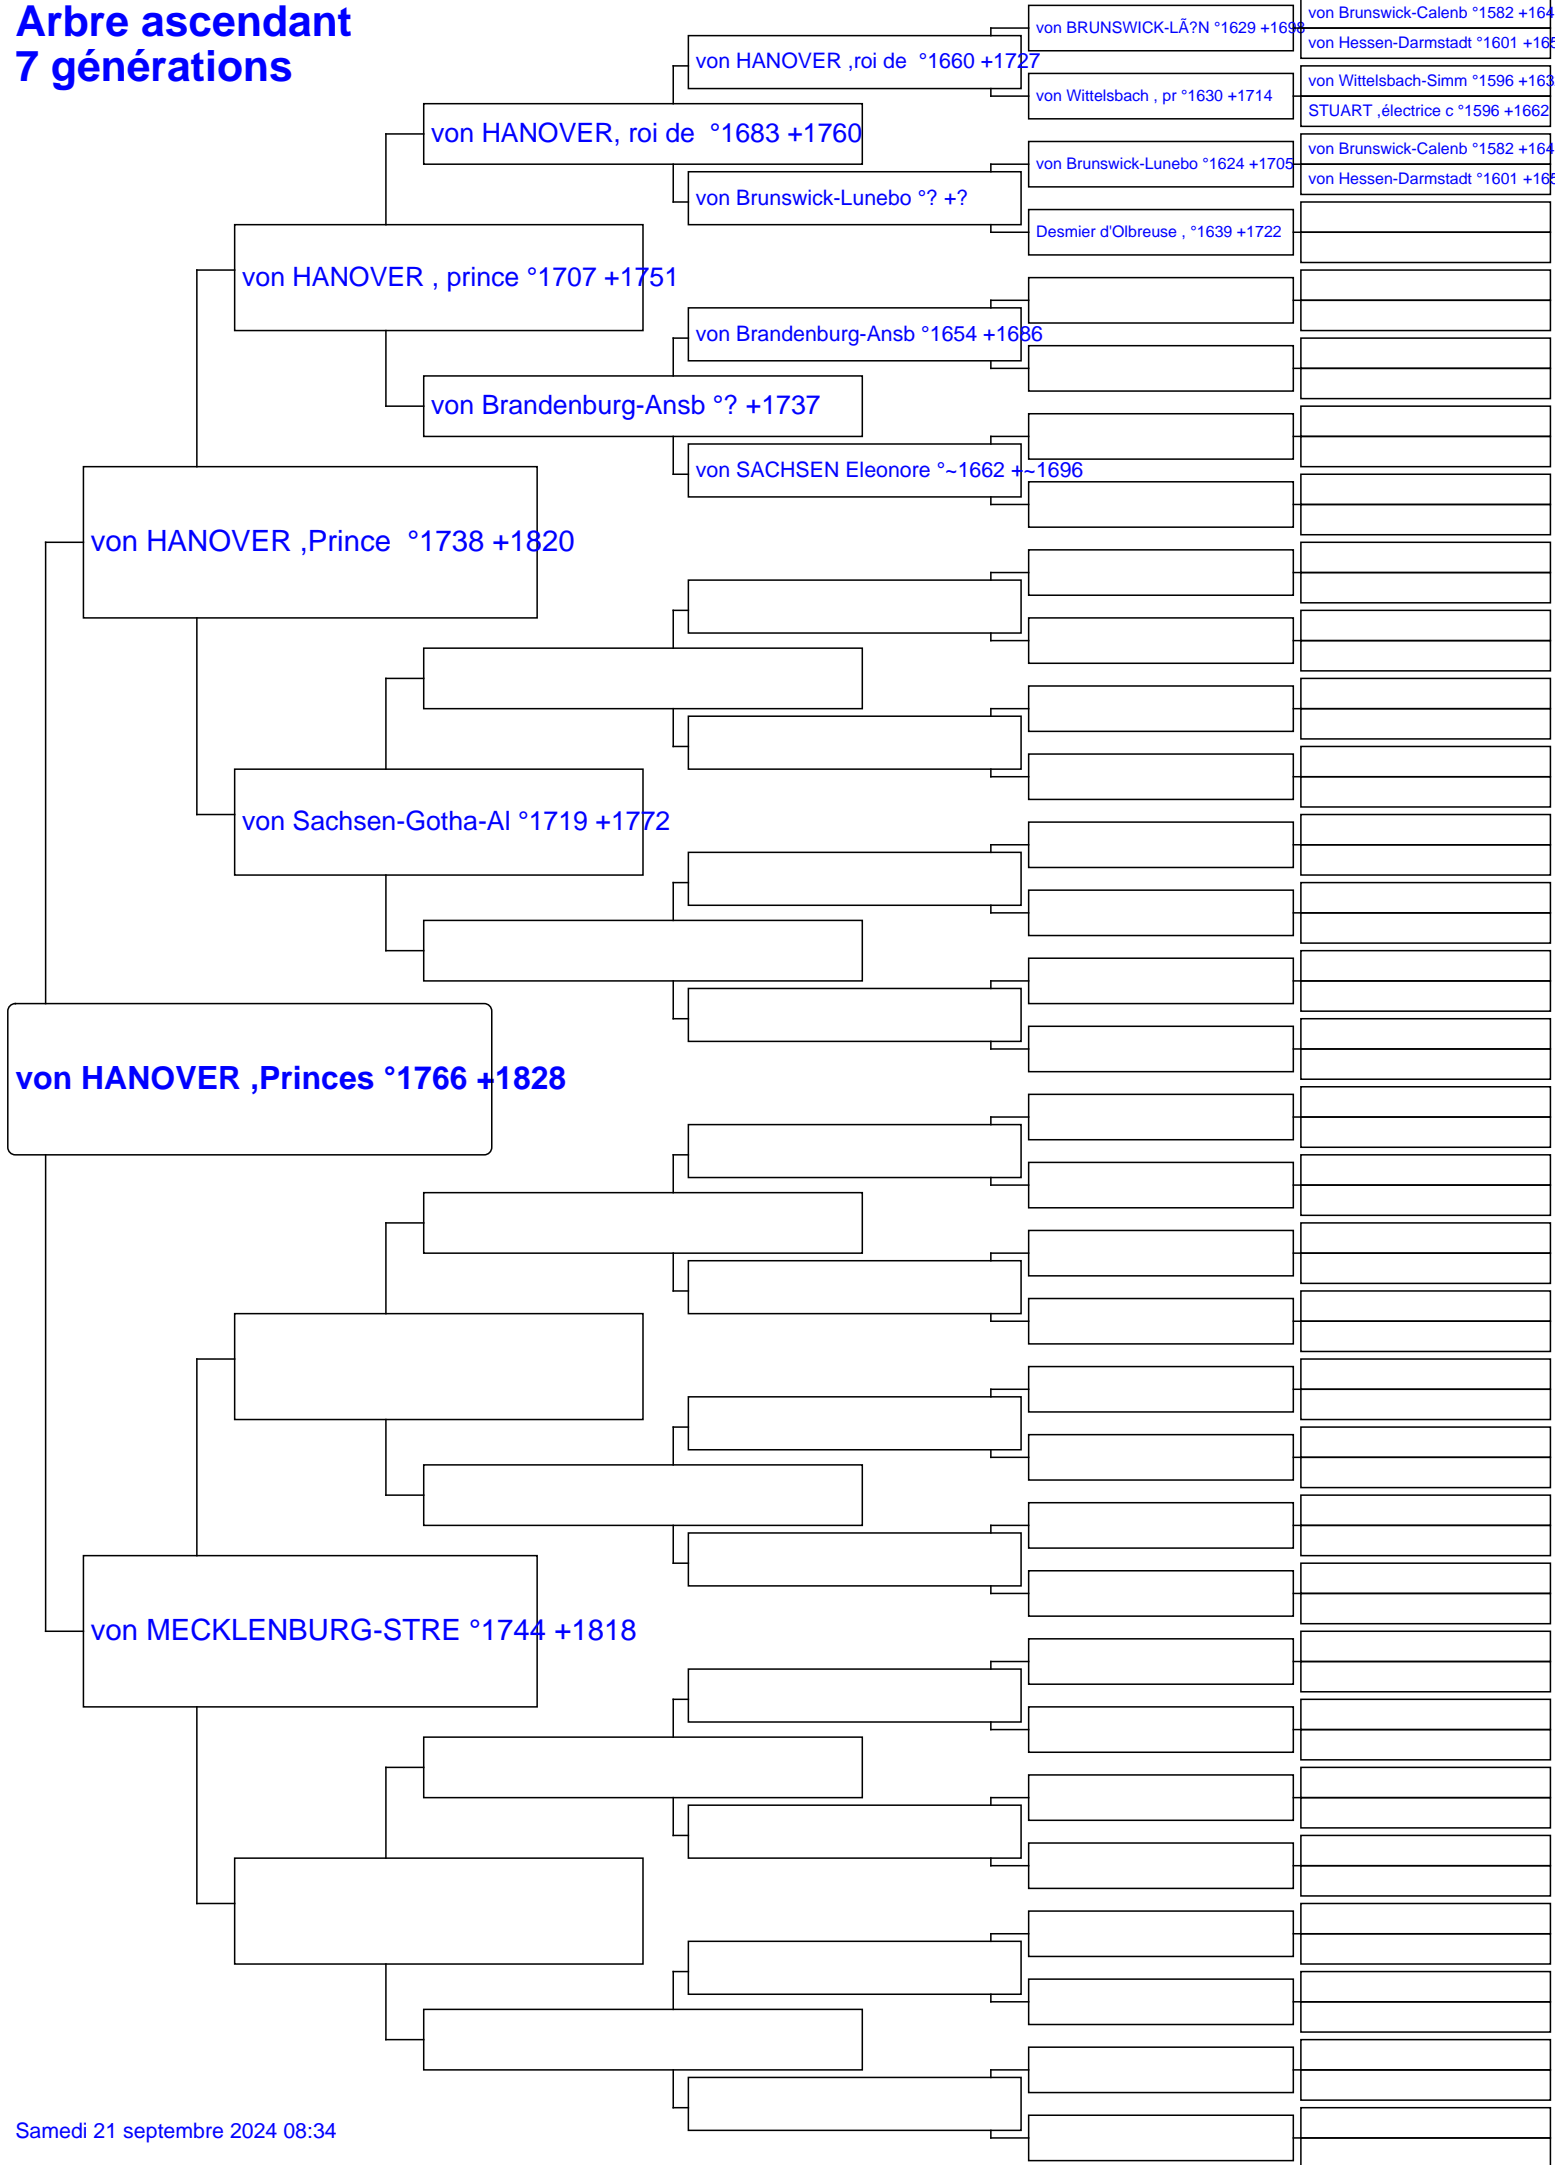 Arbre ascendant
7 générations
von Brunswick-Calenb °1582 +164
von BRUNSWICK-LÃ?N °1629 +1698
von Hessen-Darmstadt °1601 +165
von HANOVER ,roi de °1660 +1727
von Wittelsbach-Simm °1596 +163
von Wittelsbach , pr °1630 +1714
STUART ,électrice c °1596 +1662
von HANOVER, roi de °1683 +1760
von Brunswick-Calenb °1582 +164
von Brunswick-Lunebo °1624 +1705
von Hessen-Darmstadt °1601 +165
von Brunswick-Lunebo °? +?
Desmier d'Olbreuse , °1639 +1722
von HANOVER , prince °1707 +1751
von Brandenburg-Ansb °1654 +1686
von Brandenburg-Ansb °? +1737
von SACHSEN Eleonore °~1662 +~1696
von HANOVER ,Prince °1738 +1820
von Sachsen-Gotha-Al °1719 +1772
von HANOVER ,Princes °1766 +1828
von MECKLENBURG-STRE °1744 +1818
Samedi 21 septembre 2024 08:34